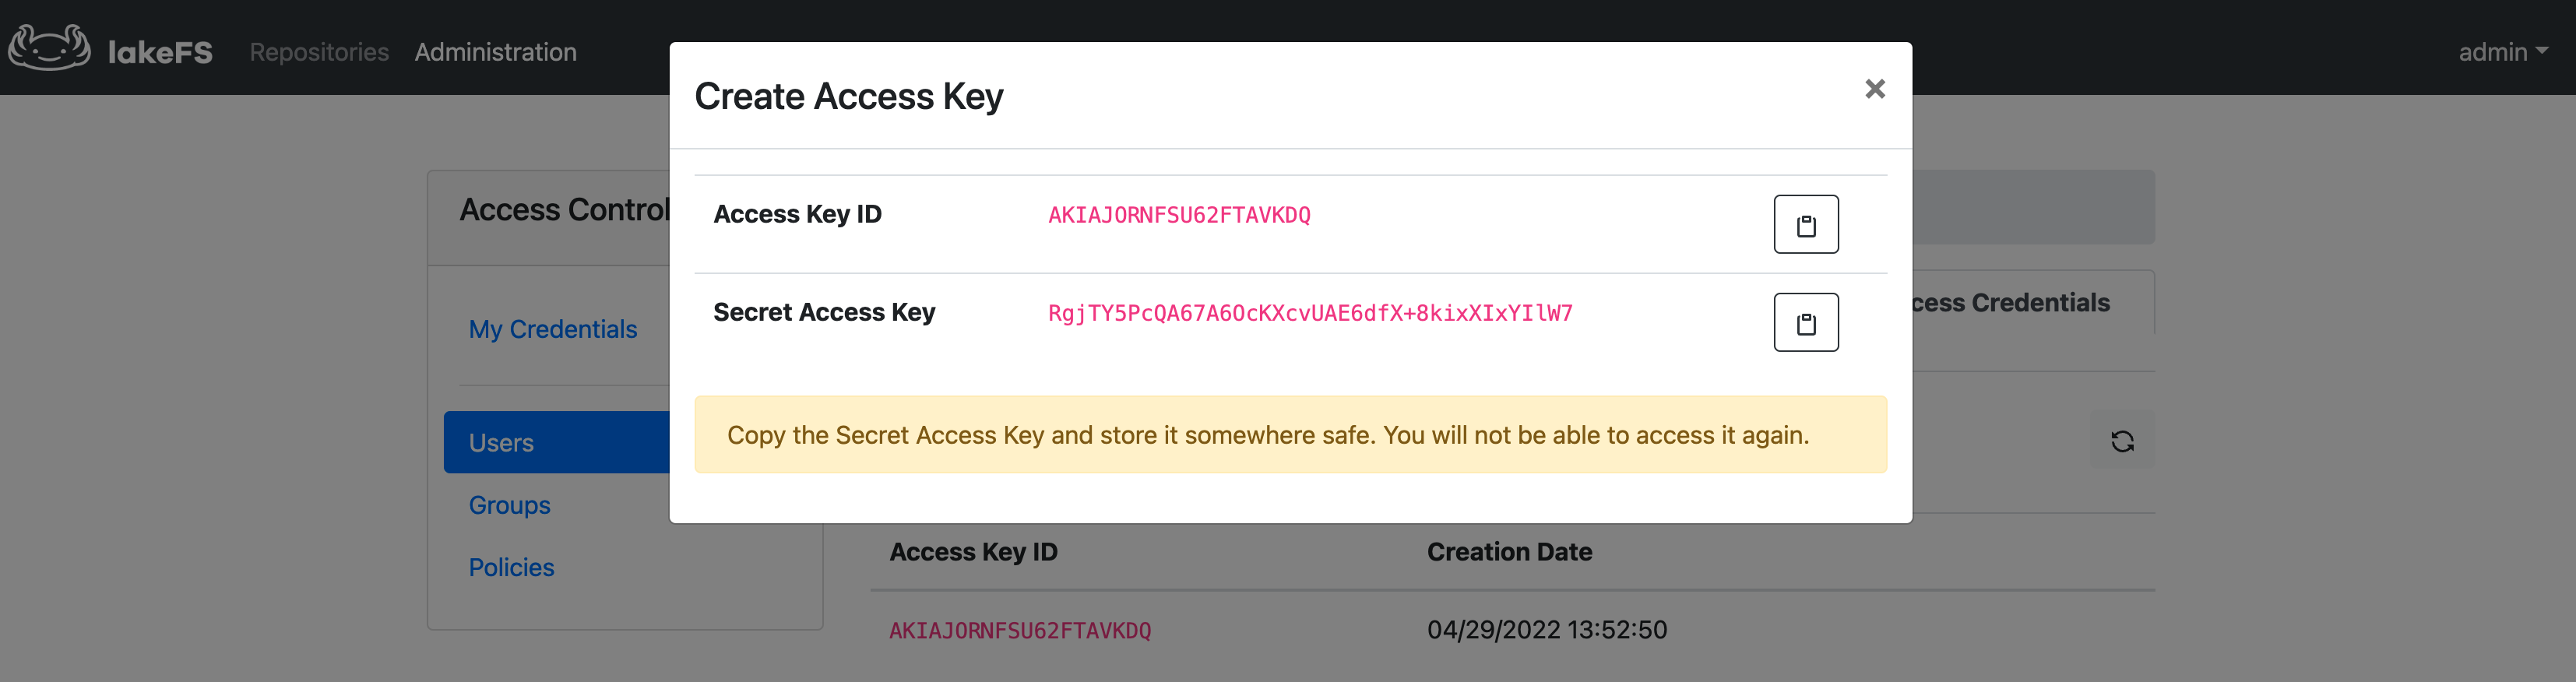 lakeFS Repositories Administration admin
Create Access Key
Access Control
Access Key ID AKIAJORNFSU62FTAVKDQ
Secret Access Key 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
cess Credentials
My Credentials
Copy the Secret Access Key and store it somewhere safe. You will not be able to access it again.
Users
Groups
Policies
Access Key ID Creation Date
AKIAJORNFSU62FTAVKDQ 04/29/2022 13:52:50